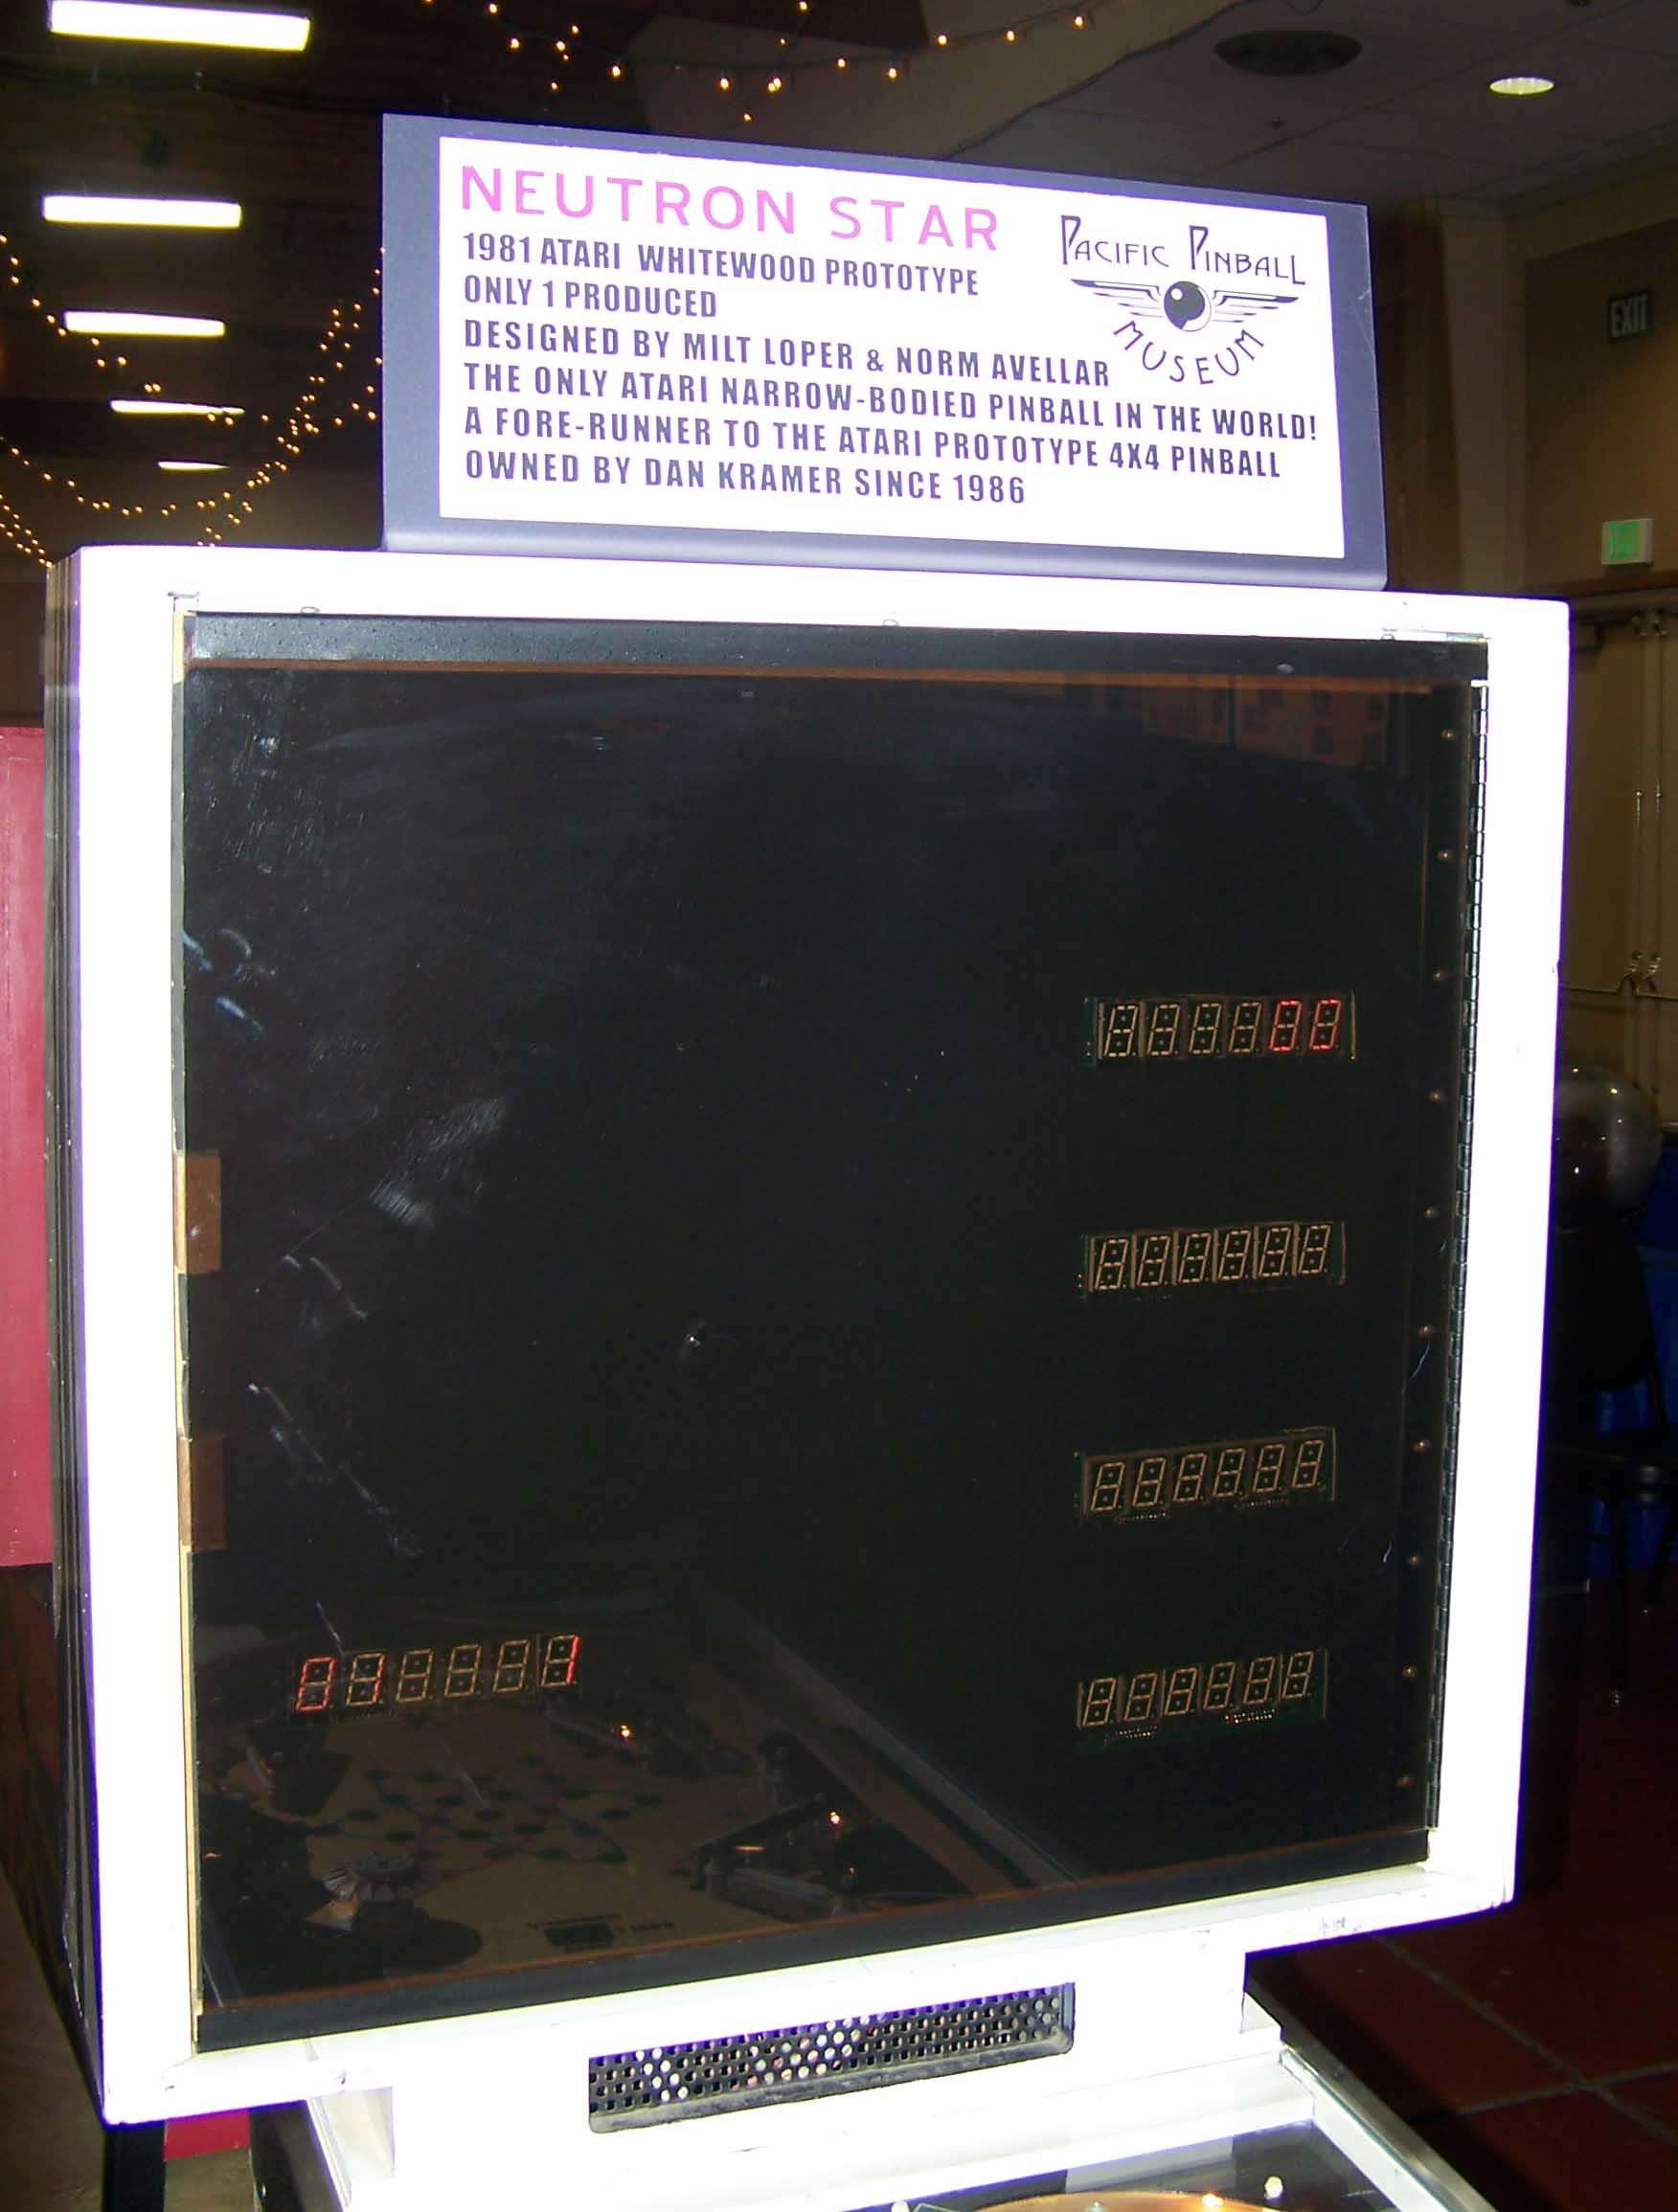 NEUTRON STAR
1981 ATARI WHITEWOOD PROTOTYPE
ONLY 1 PRODUCED
DESIGNED BY MILT LOPER & NORM AVELLAR
THE ONLY ATARI NARROW-BODIED PINBALL IN THE WORLD!
A FORE-RUNNER TO THE ATARI PROTOTYPE 4X4 PINBALL
OWNED BY DAN KRAMER SINCE 1986
PACIFIC PINBALL
MUSEUM
EXIT
00